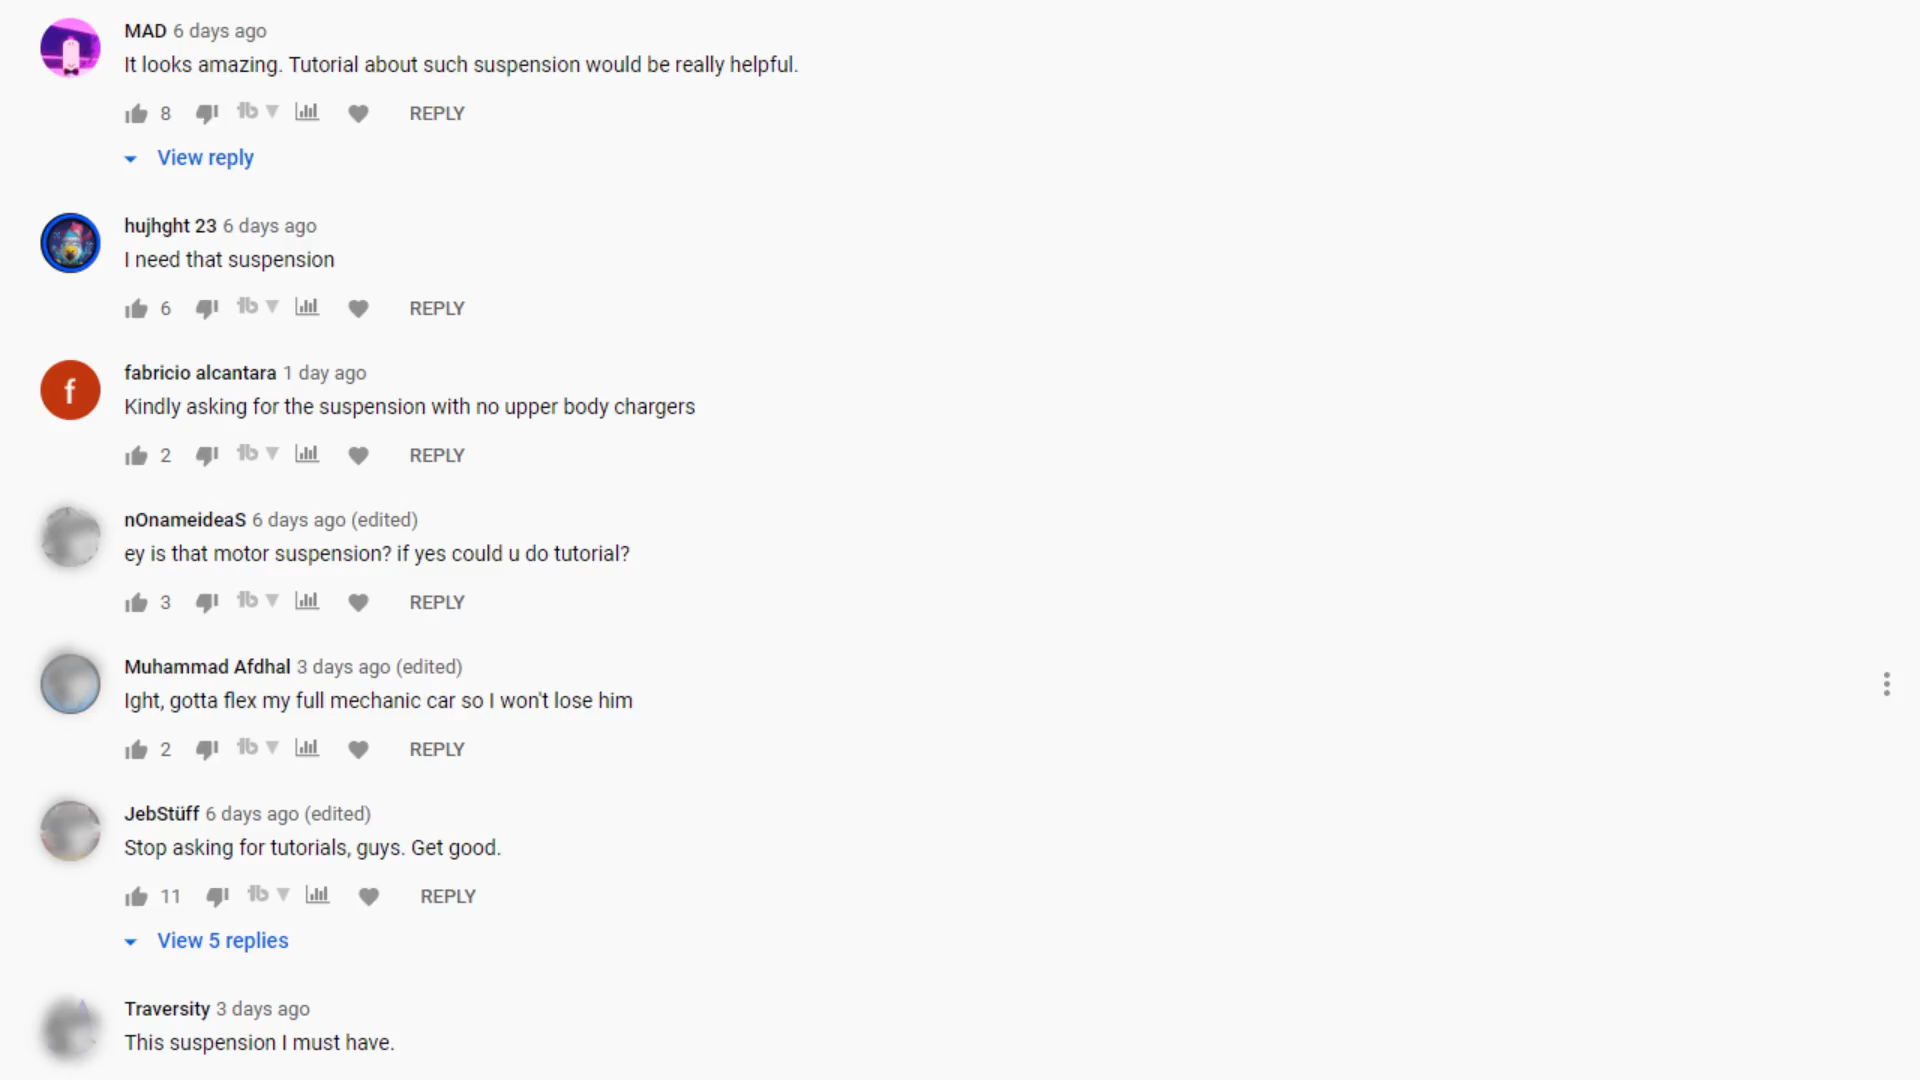 MAD 6 days ago
It looks amazing. Tutorial about such suspension would be really helpful.
8 REPLY
View reply
hujhght 23 6 days ago
I need that suspension
6 REPLY
f
fabricio alcantara 1 day ago
Kindly asking for the suspension with no upper body chargers
2 REPLY
nOnameideaS 6 days ago (edited)
ey is that motor suspension? if yes could u do tutorial?
3 REPLY
Muhammad Afdhal 3 days ago (edited)
Ight, gotta flex my full mechanic car so I won't lose him
2 REPLY
JebStüff 6 days ago (edited)
Stop asking for tutorials, guys. Get good.
11 REPLY
View 5 replies
Traversity 3 days ago
This suspension I must have.